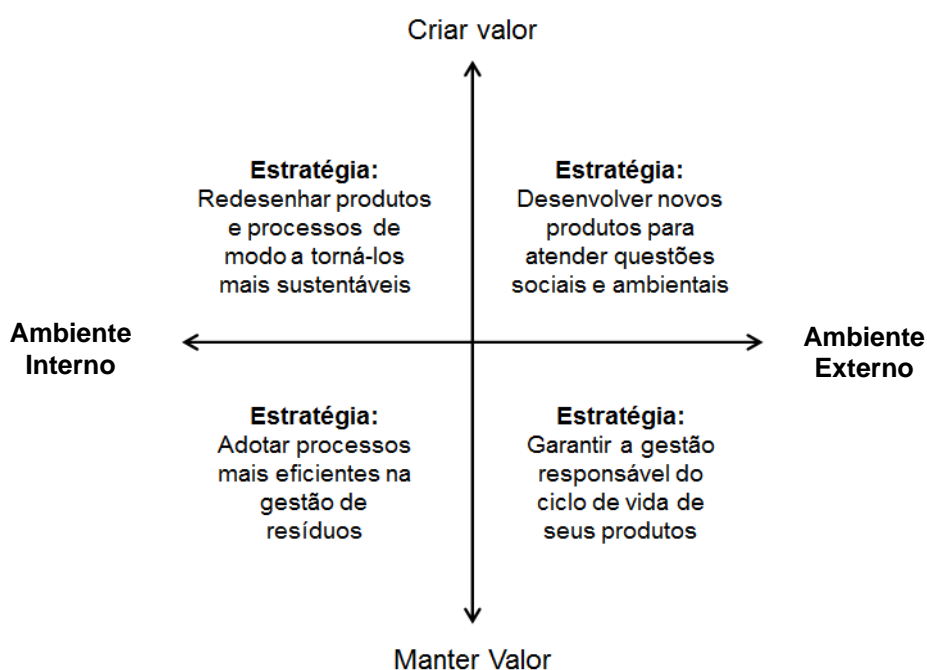 Criar valor
Estratégia:
Redesenhar produtos
e processos de
modo a torná-los
mais sustentáveis
Estratégia:
Desenvolver novos
produtos para
atender questões
sociais e ambientais
Ambiente
Interno
Ambiente
Externo
Estratégia:
Adotar processos
mais eficientes na
gestão de
resíduos
Estratégia:
Garantir a gestão
responsável do
ciclo de vida de
seus produtos
Manter Valor